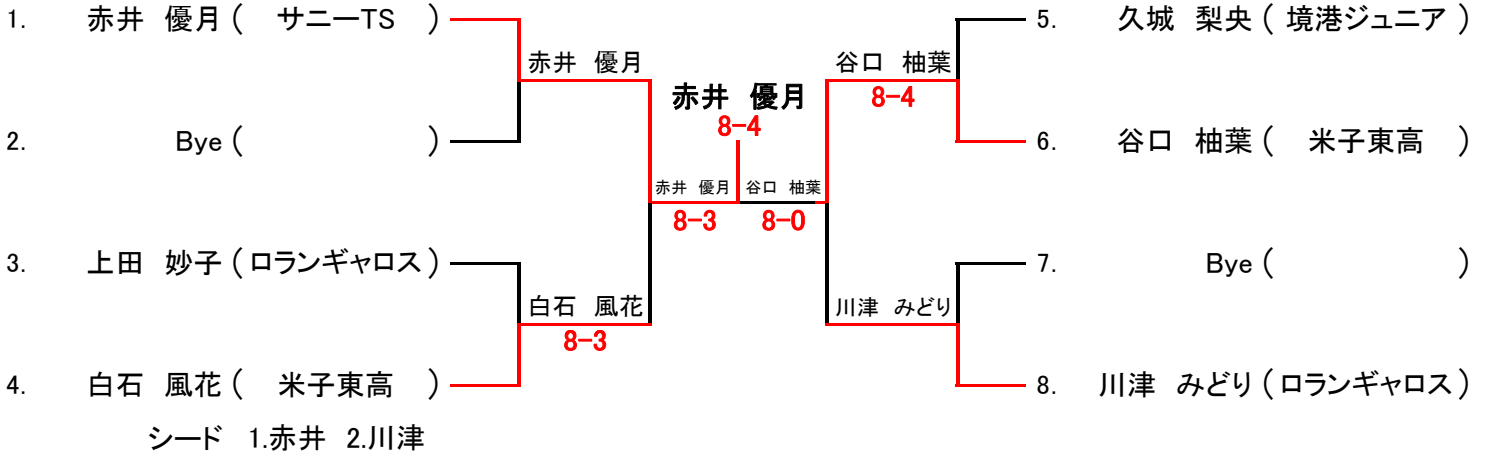 1. 赤井 優月 ( サニーTS )
5. 久城 梨央 ( 境港ジュニア )
赤井 優月
谷口 柚葉
赤井 優月
8-4
8-4
2. Bye ( )
6. 谷口 柚葉 ( 米子東高 )
赤井 優月
谷口 柚葉
8-3
8-0
3. 上田 妙子 ( ロランギャロス )
7. Bye ( )
白石 風花
川津 みどり
8-3
4. 白石 風花 ( 米子東高 )
8. 川津 みどり ( ロランギャロス )
シード 1.赤井 2.川津